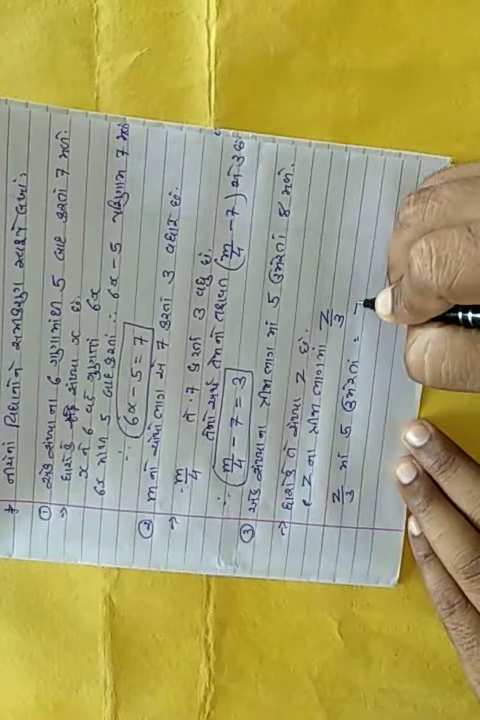 * નીચેનાં વિધાનોને સમીકરણ સ્વરૂપે લખો.
① એક સંખ્યાના 6 ગુણામાંથી 5 બાદ કરતાં 7 મળે.
⇒ ધારો કે સંખ્યા x છે.
x ને 6 વડે ગુણતાં 6x
6x માંથી 5 બાદ કરતાં ∴ 6x - 5 પરિણામ 7 મળે
∴ 6x - 5 = 7
② m નો ચોથો ભાગ એ 7 કરતાં 3 વધારે છે.
→ ∴ m/4 તે 7 કરતાં 3 વધુ છે.
તેનો અર્થ તેમનો તફાવત (m/4 - 7) એ 3 છે
∴ m/4 - 7 = 3
③ એક સંખ્યાના ત્રીજા ભાગ માં 5 ઉમેરતાં 8 મળે.
→ ધારો કે તે સંખ્યા z છે.
z ના ત્રીજા ભાગમાં z/3
z/3 માં 5 ઉમેરતાં =